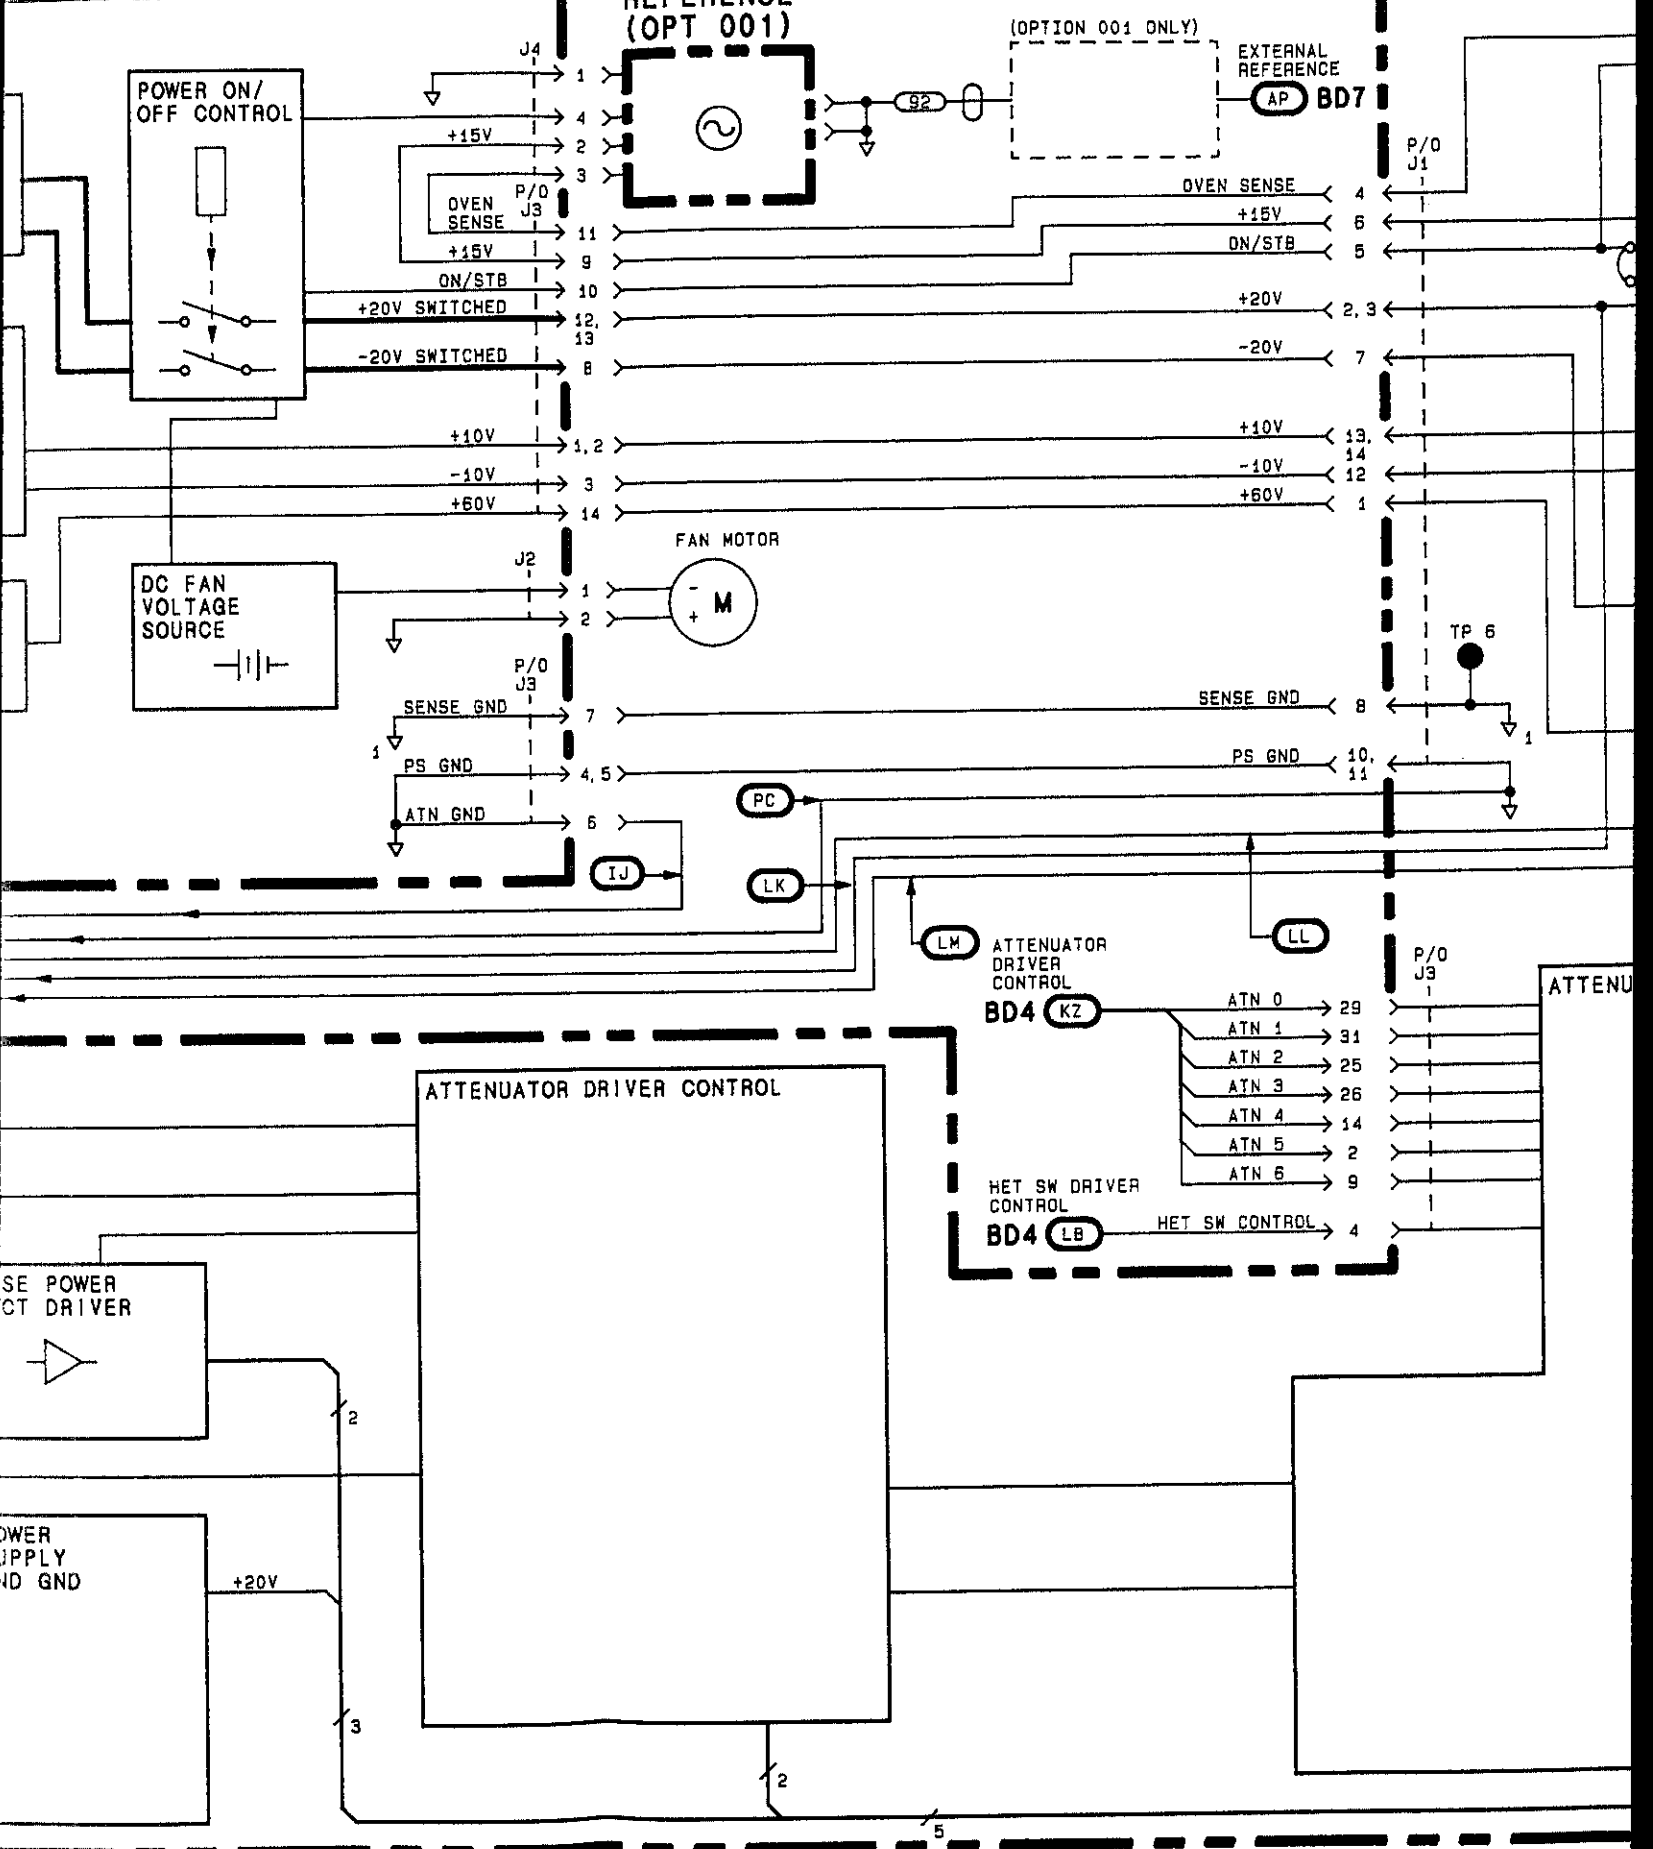 (OPT 001)
(OPTION 001 ONLY)
EXTERNAL
REFERENCE
AP BD7
J4
POWER ON/
OFF CONTROL
1
4
+15V 2
3
92
P/O
J1
P/O
J3
OVEN
SENSE 11
OVEN SENSE 4
+15V 9
+15V 6
ON/STB 10
ON/STB 5
+20V SWITCHED 12,
13
+20V 2,3
-20V SWITCHED 8
-20V 7
+10V 1,2
+10V 13,
14
-10V 3
-10V 12
+60V 14
+60V 1
FAN MOTOR
J2
DC FAN
VOLTAGE
SOURCE
1
2
-
+
M
TP 6
P/O
J3
SENSE GND 7
SENSE GND 8
1
1
PS GND 4,5
PS GND 10,
11
PC
ATN GND 6
IJ
LK
LM
LL
ATTENUATOR
DRIVER
CONTROL
BD4 KZ
P/O
J3
ATTENU
ATN 0 29
ATN 1 31
ATN 2 25
ATN 3 26
ATN 4 14
ATN 5 2
ATN 6 9
HET SW DRIVER
CONTROL
BD4 LB HET SW CONTROL 4
ATTENUATOR DRIVER CONTROL
SE POWER
CT DRIVER
2
OWER
UPPLY
ND GND
+20V
3
2
5